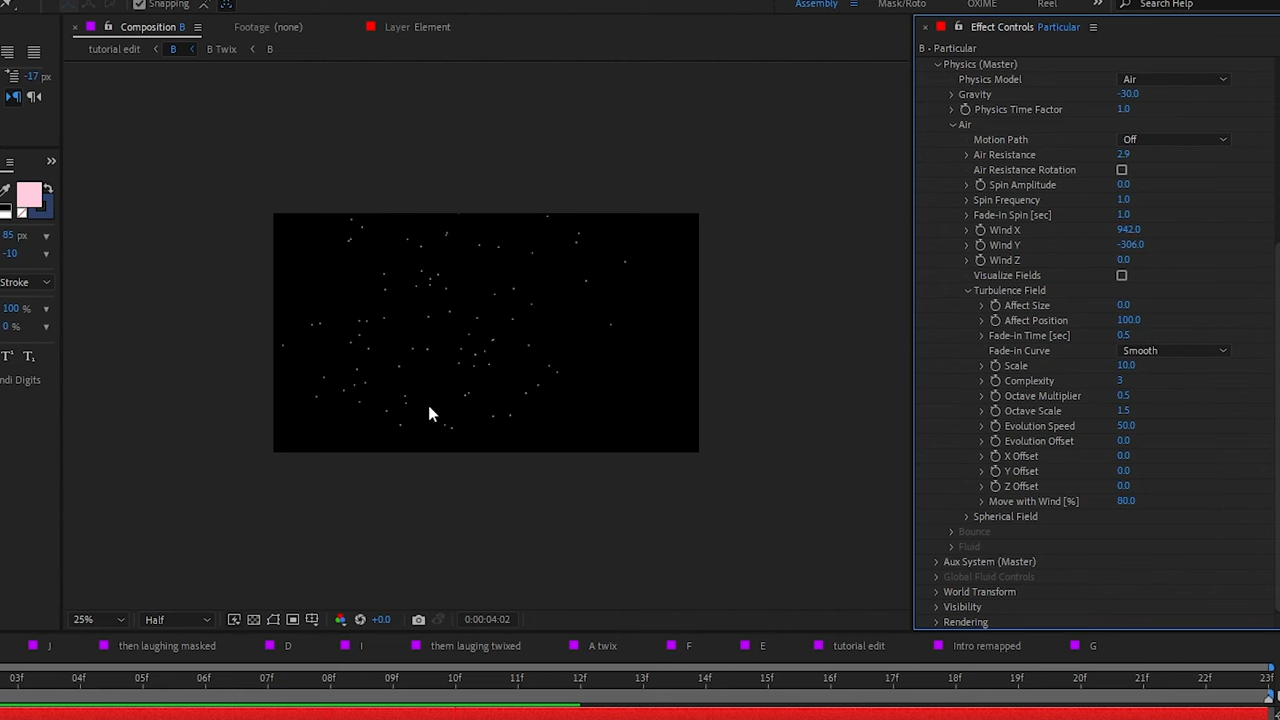 Snapping
Assembly
Mask/Roto
OXIME
Reel
Search Help
Composition B
Footage (none)
Layer Element
Effect Controls Particular
tutorial edit
B
B Twix
B
B • Particular
Physics (Master)
Physics Model Air
Gravity -30.0
Physics Time Factor 1.0
Air
Motion Path Off
Air Resistance 2.9
Air Resistance Rotation
Spin Amplitude 0.0
Spin Frequency 1.0
Fade-in Spin [sec] 1.0
Wind X 942.0
Wind Y -306.0
Wind Z 0.0
Visualize Fields
Turbulence Field
Affect Size 0.0
Affect Position 100.0
Fade-in Time [sec] 0.5
Fade-in Curve Smooth
Scale 10.0
Complexity 3
Octave Multiplier 0.5
Octave Scale 1.5
Evolution Speed 50.0
Evolution Offset 0.0
X Offset 0.0
Y Offset 0.0
Z Offset 0.0
Move with Wind [%] 80.0
Spherical Field
Bounce
Fluid
Aux System (Master)
Global Fluid Controls
World Transform
Visibility
Rendering
-17 px
85 px
-10
Stroke
100 %
0 %
T¹ T₁
ndi Digits
25%
Half
+0.0
0:00:04:02
J
then laughing masked
D
I
them lauging twixed
A twix
F
E
tutorial edit
Intro remapped
G
03f 04f 05f 06f 07f 08f 09f 10f 11f 12f 13f 14f 15f 16f 17f 18f 19f 20f 21f 22f 23f